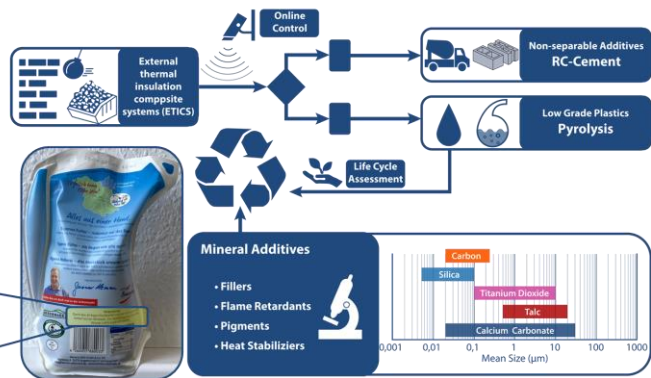 Online
Control
External
thermal
insulation
comppsite
systems (ETICS)
Non-separable Additives
RC-Cement
Low Grade Plastics
Pyrolysis
Life Cycle
Assessment
Mineral Additives
• Fillers
• Flame Retardants
• Pigments
• Heat Stabiliziers
Carbon
Silica
Titanium Dioxide
Talc
Calcium Carbonate
0,001 0,01 0,1 1 10 100 1000
Mean Size (µm)